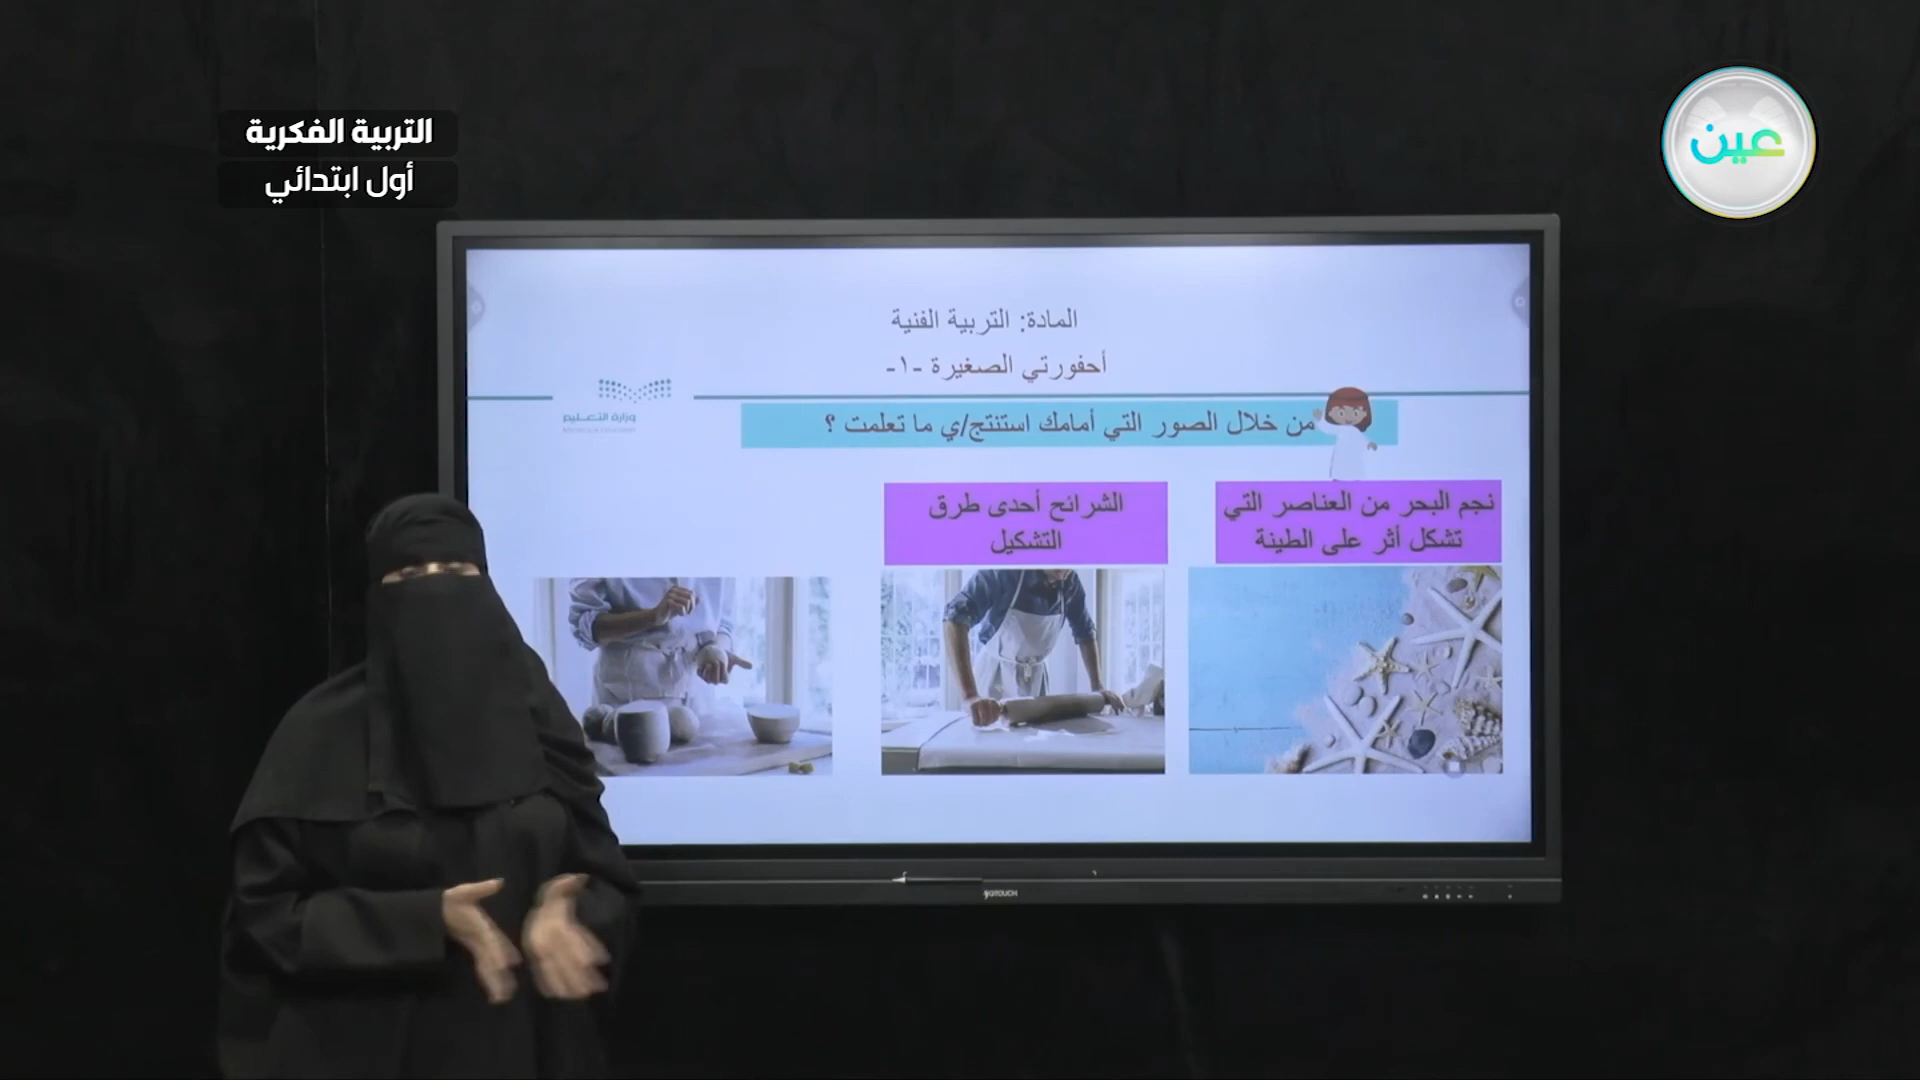 التربية الفكرية
أول ابتدائي
عين
المادة: التربية الفنية
أحفورتي الصغيرة -١-
وزارة التعليم
من خلال الصور التي أمامك استنتج/ي ما تعلمت ؟
نجم البحر من العناصر التي
تشكل أثر على الطينة
الشرائح أحدى طرق
التشكيل